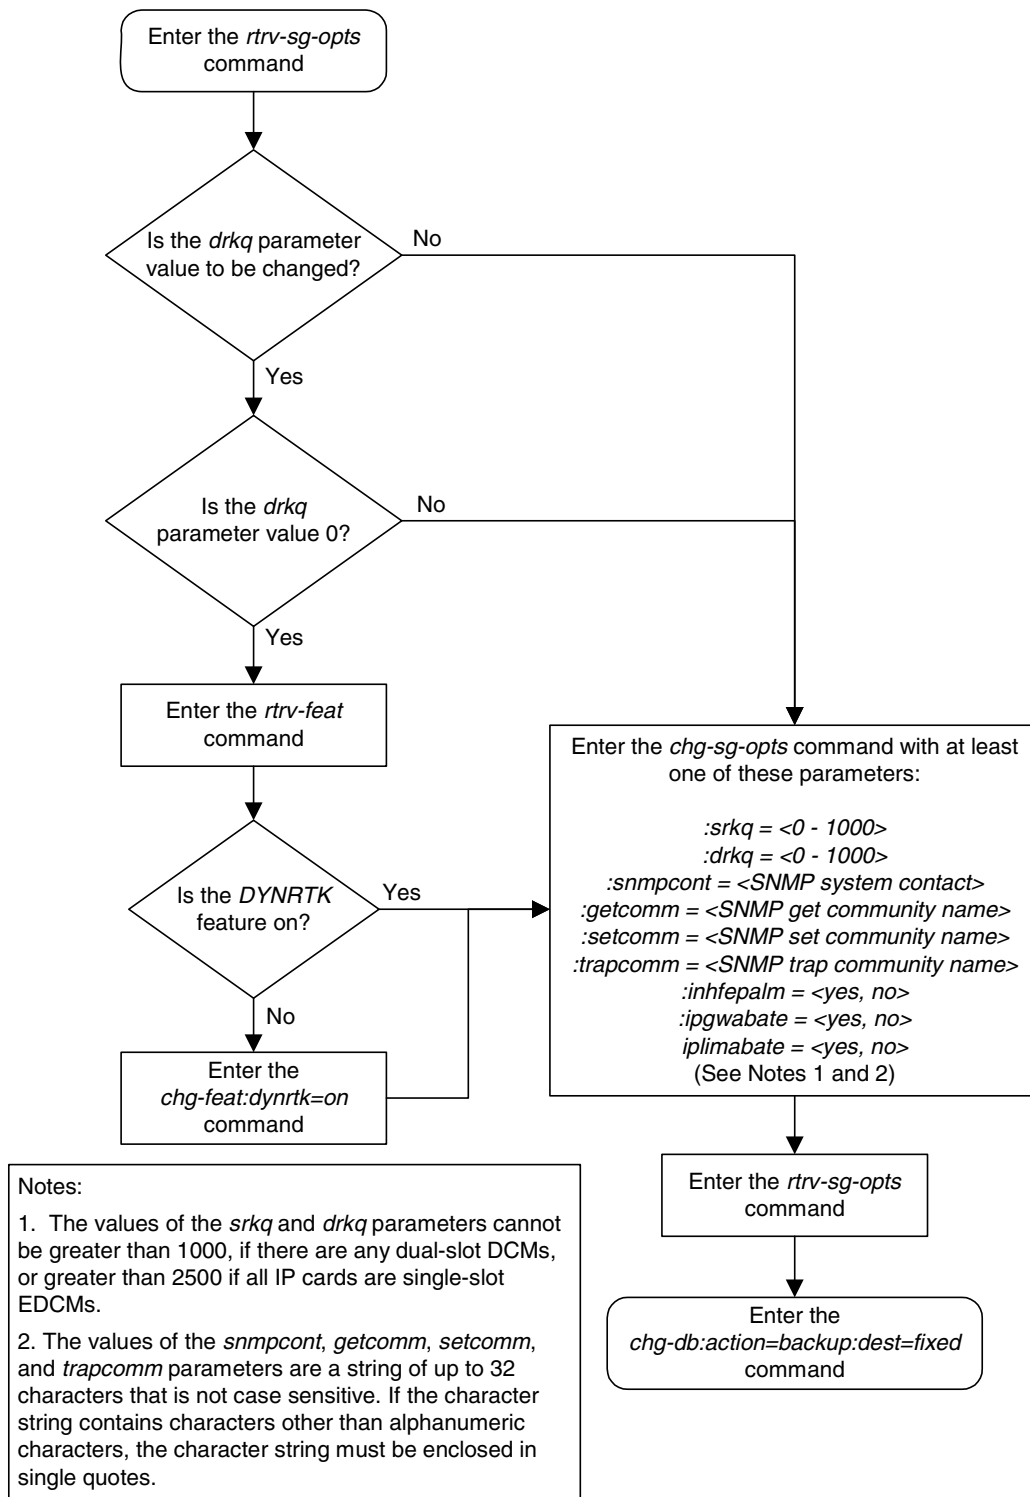 Enter the rtrv-sg-opts
command
Is the drkq parameter
value to be changed?
No
Yes
Is the drkq
parameter value 0?
No
Yes
Enter the rtrv-feat
command
Is the DYNRTK
feature on?
Yes
No
Enter the
chg-feat:dynrtk=on
command
Enter the chg-sg-opts command with at least
one of these parameters:
:srkq = <0 - 1000>
:drkq = <0 - 1000>
:snmpcont = <SNMP system contact>
:getcomm = <SNMP get community name>
:setcomm = <SNMP set community name>
:trapcomm = <SNMP trap community name>
:inhfepalm = <yes, no>
:ipgwabate = <yes, no>
iplimabate = <yes, no>
(See Notes 1 and 2)
Enter the rtrv-sg-opts
command
Enter the
chg-db:action=backup:dest=fixed
command
Notes:
1. The values of the srkq and drkq parameters cannot
be greater than 1000, if there are any dual-slot DCMs,
or greater than 2500 if all IP cards are single-slot
EDCMs.
2. The values of the snmpcont, getcomm, setcomm,
and trapcomm parameters are a string of up to 32
characters that is not case sensitive. If the character
string contains characters other than alphanumeric
characters, the character string must be enclosed in
single quotes.